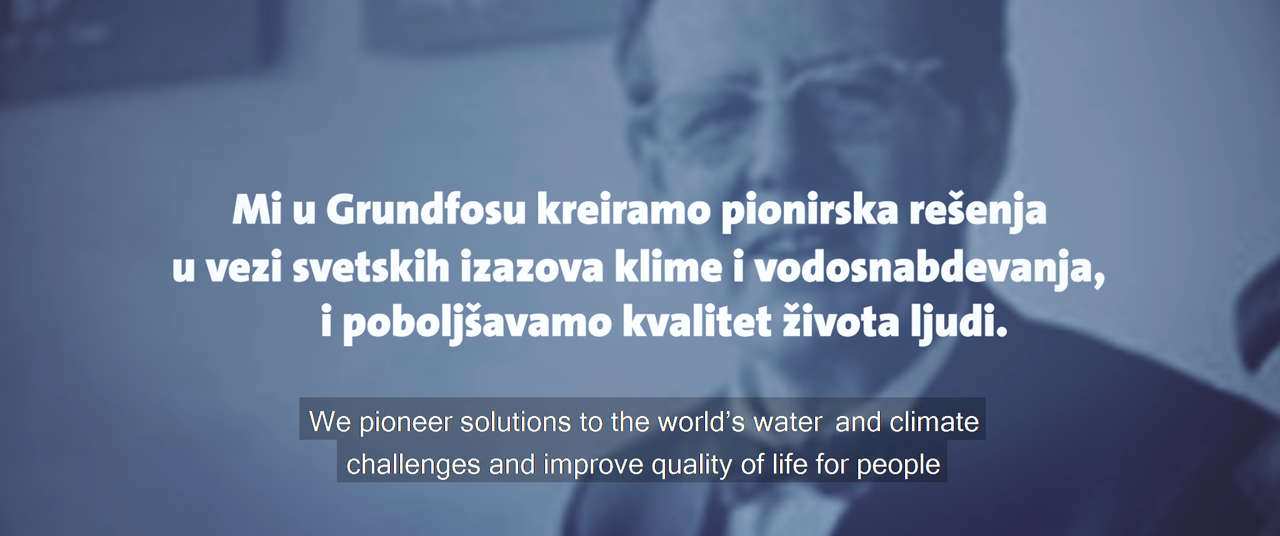 Mi u Grundfosu kreiramo pionirska rešenja
u vezi svetskih izazova klime i vodosnabdevanja,
i poboljšavamo kvalitet života ljudi.
We pioneer solutions to the world’s water and climate
challenges and improve quality of life for people